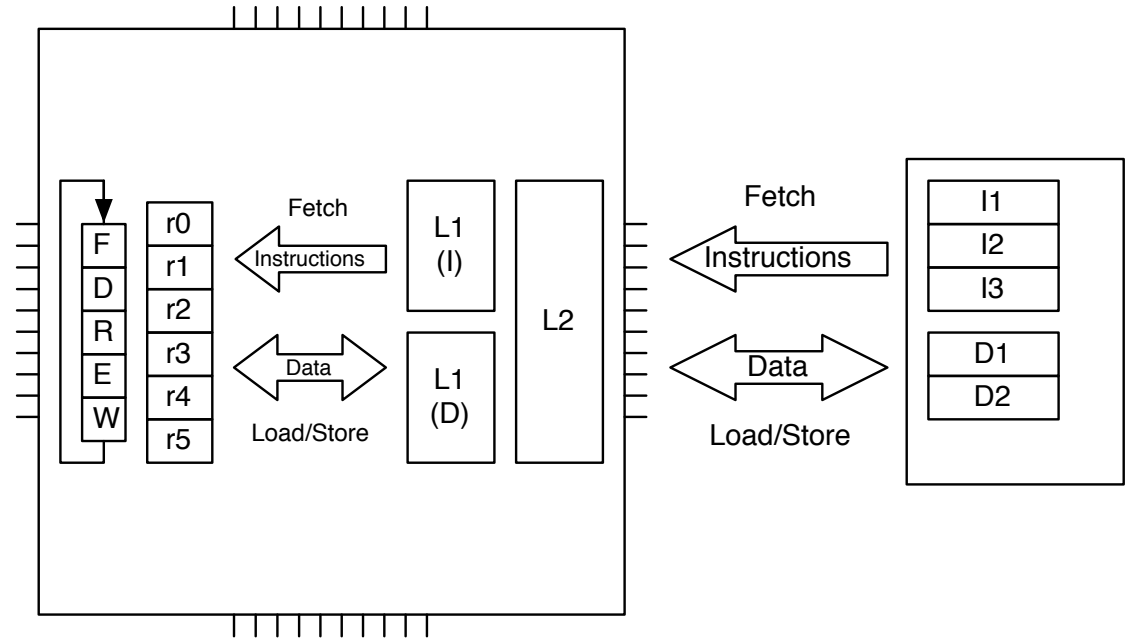 F
D
R
E
W
r0
r1
r2
r3
r4
r5
Fetch
Instructions
Data
Load/Store
L1
(I)
L1
(D)
L2
Fetch
Instructions
Data
Load/Store
I1
I2
I3
D1
D2